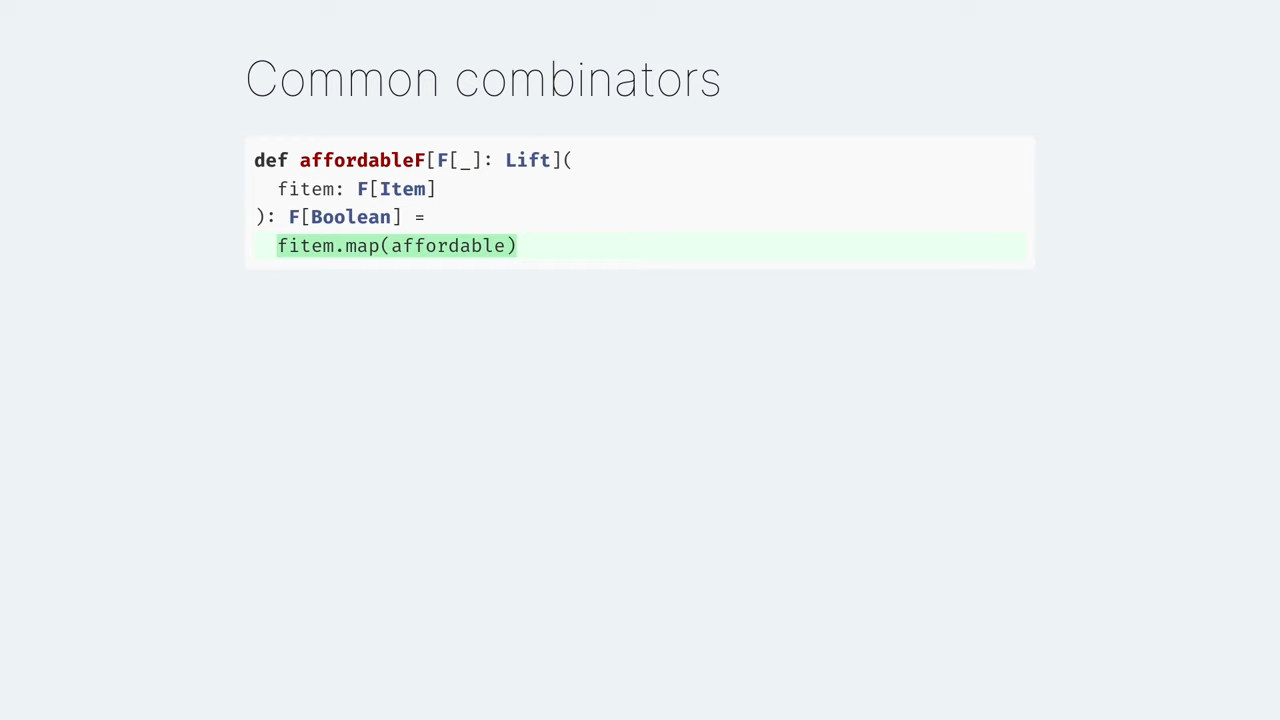 Common combinators
def affordableF[F[_]: Lift](
  fitem: F[Item]
): F[Boolean] =
  fitem.map(affordable)